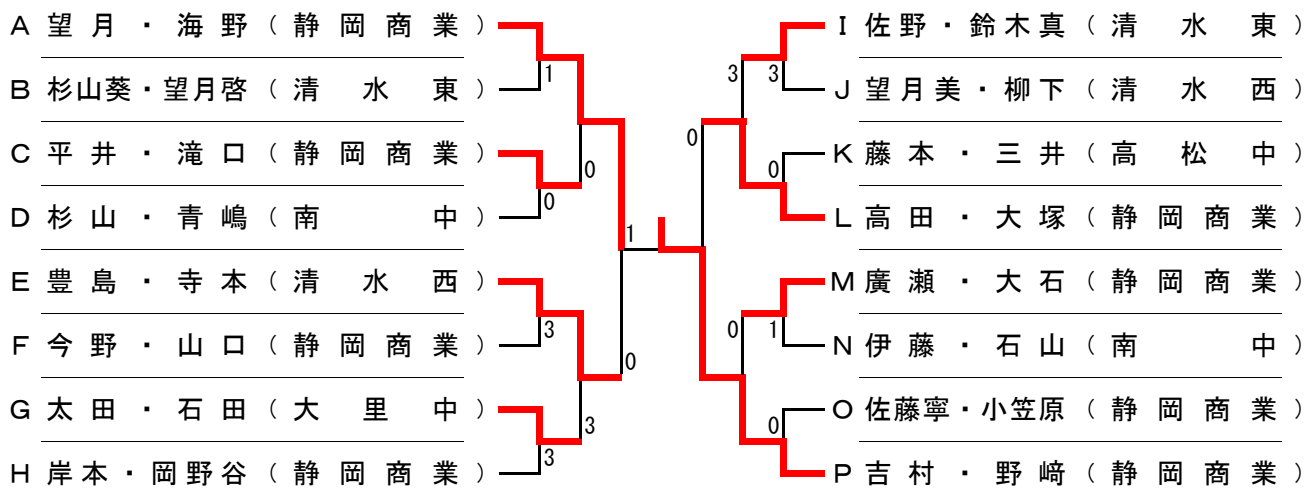 A 望月・海野（静岡商業）
B 杉山葵・望月啓（清水東）
C 平井・滝口（静岡商業）
D 杉山・青嶋（南中）
E 豊島・寺本（清水西）
F 今野・山口（静岡商業）
G 太田・石田（大里中）
H 岸本・岡野谷（静岡商業）
1
0
0
3
3
3
1
0
I 佐野・鈴木真（清水東）
J 望月美・柳下（清水西）
K 藤本・三井（高松中）
L 高田・大塚（静岡商業）
M 廣瀬・大石（静岡商業）
N 伊藤・石山（南中）
O 佐藤寧・小笠原（静岡商業）
P 吉村・野﨑（静岡商業）
3
3
0
0
0
1
0